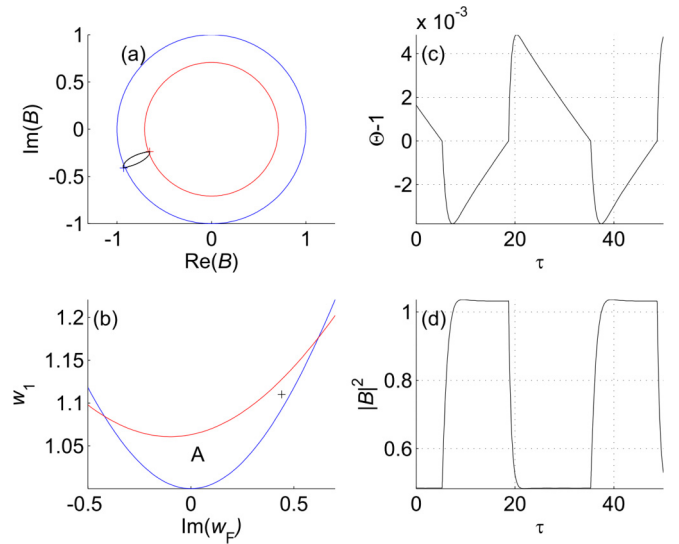 (a)
Im(B)
1
0.5
0
-0.5
-1
-1 0 1
Re(B)
x 10⁻³
(c)
Θ-1
4
2
0
-2
0 20 40
τ
(b)
w₁
1.2
1.15
1.1
1.05
A
-0.5 0 0.5
Im(w_F)
(d)
|B|²
1
0.8
0.6
0 20 40
τ